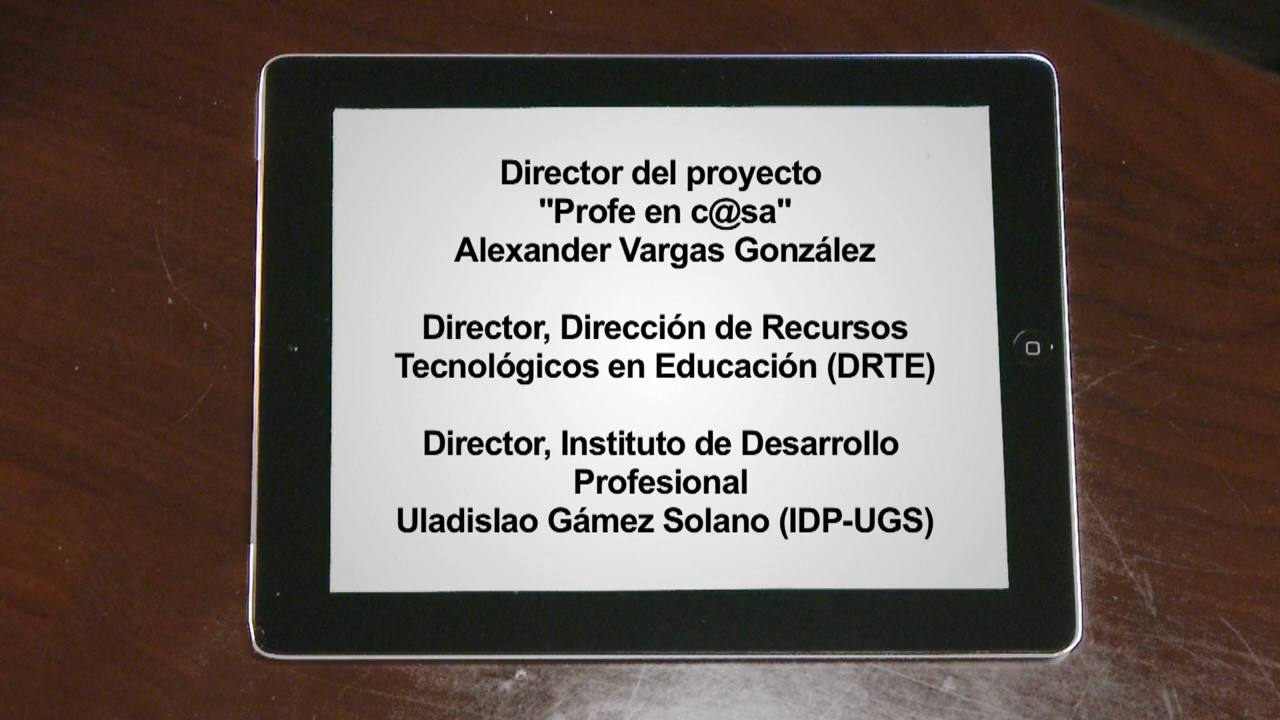 Director del proyecto
"Profe en c@sa"
Alexander Vargas González
Director, Dirección de Recursos
Tecnológicos en Educación (DRTE)
Director, Instituto de Desarrollo
Profesional
Uladislao Gámez Solano (IDP-UGS)